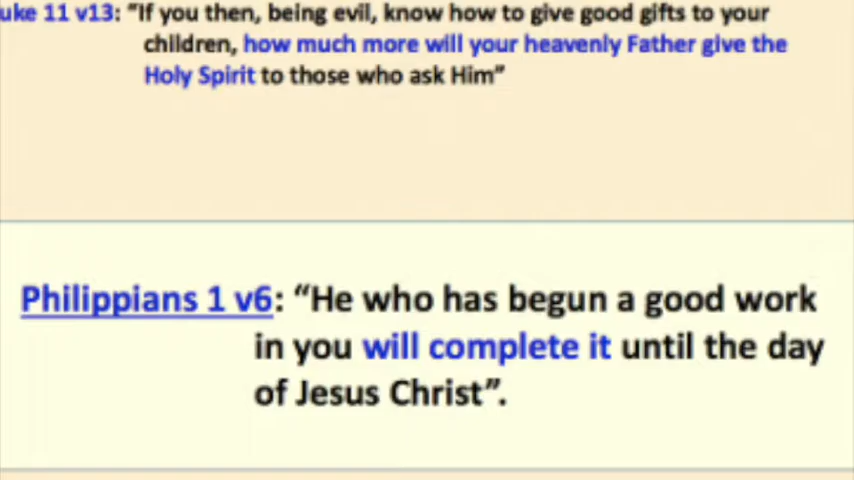 uke 11 v13: "If you then, being evil, know how to give good gifts to your
children, how much more will your heavenly Father give the
Holy Spirit to those who ask Him"
Philippians 1 v6: "He who has begun a good work
in you will complete it until the day
of Jesus Christ".